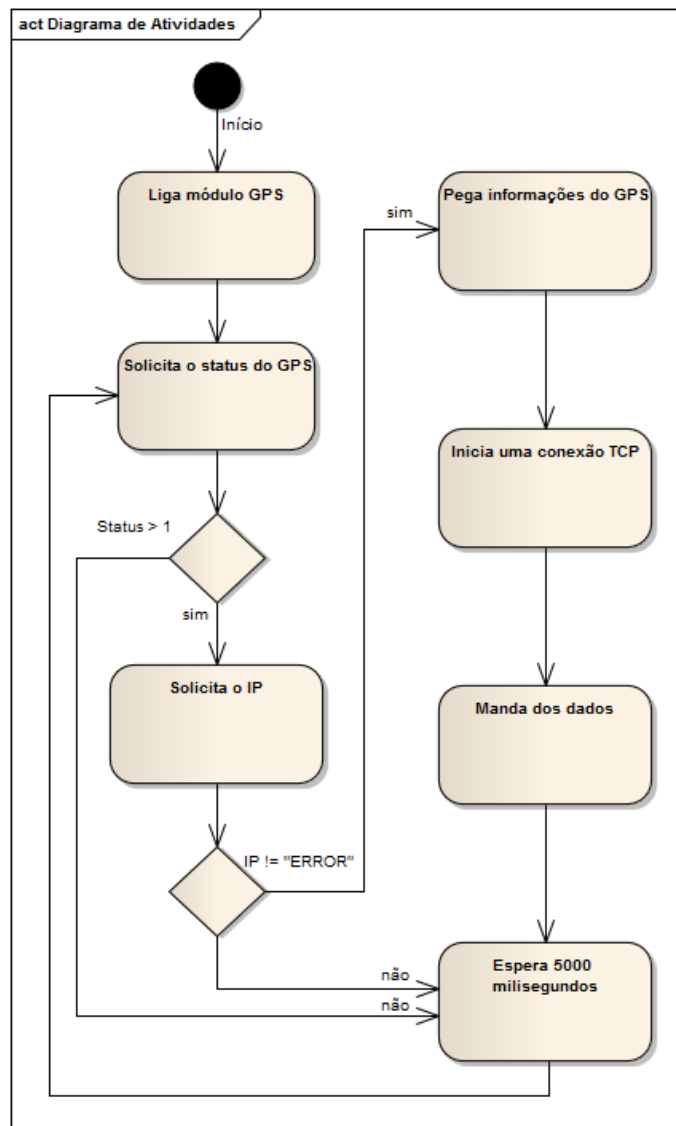 act Diagrama de Atividades
Início
Liga módulo GPS
Solicita o status do GPS
Status > 1
sim
Solicita o IP
IP != "ERROR"
sim
Pega informações do GPS
Inicia uma conexão TCP
Manda dos dados
não
não
Espera 5000
milisegundos